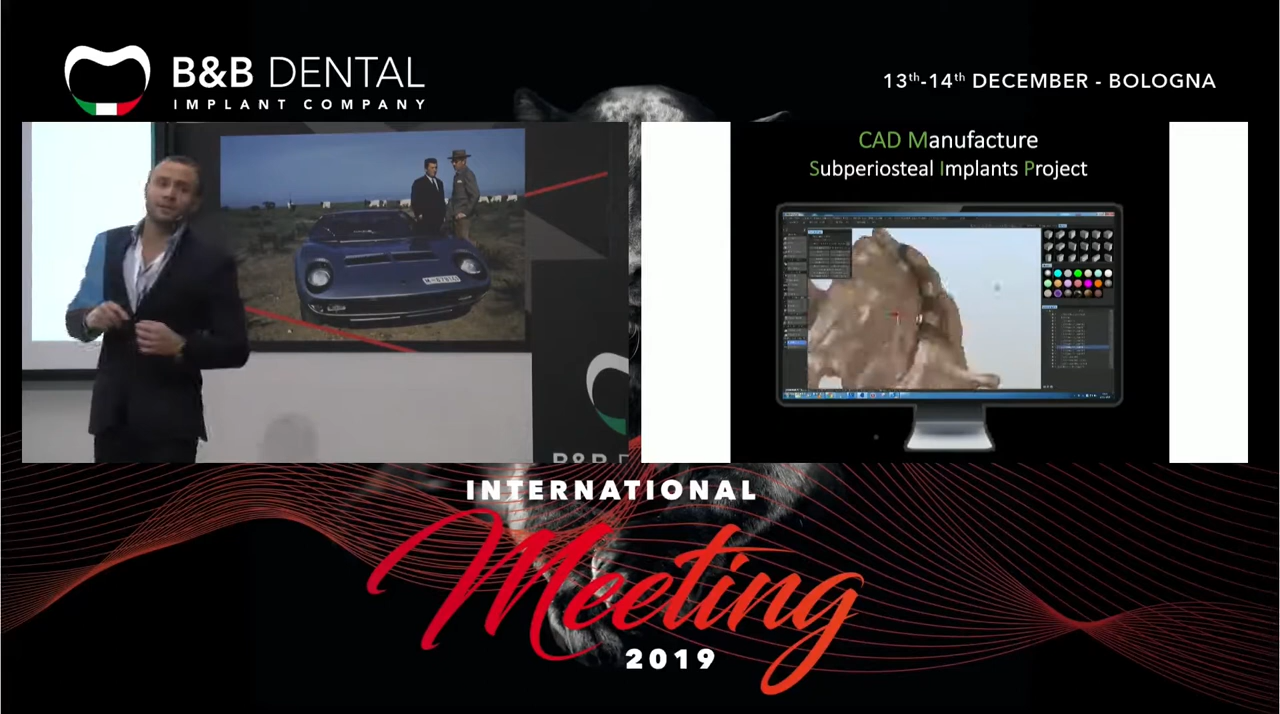 B&B DENTAL
IMPLANT COMPANY
13th-14th DECEMBER - BOLOGNA
CAD Manufacture
Subperiosteal Implants Project
INTERNATIONAL
Meeting
2019